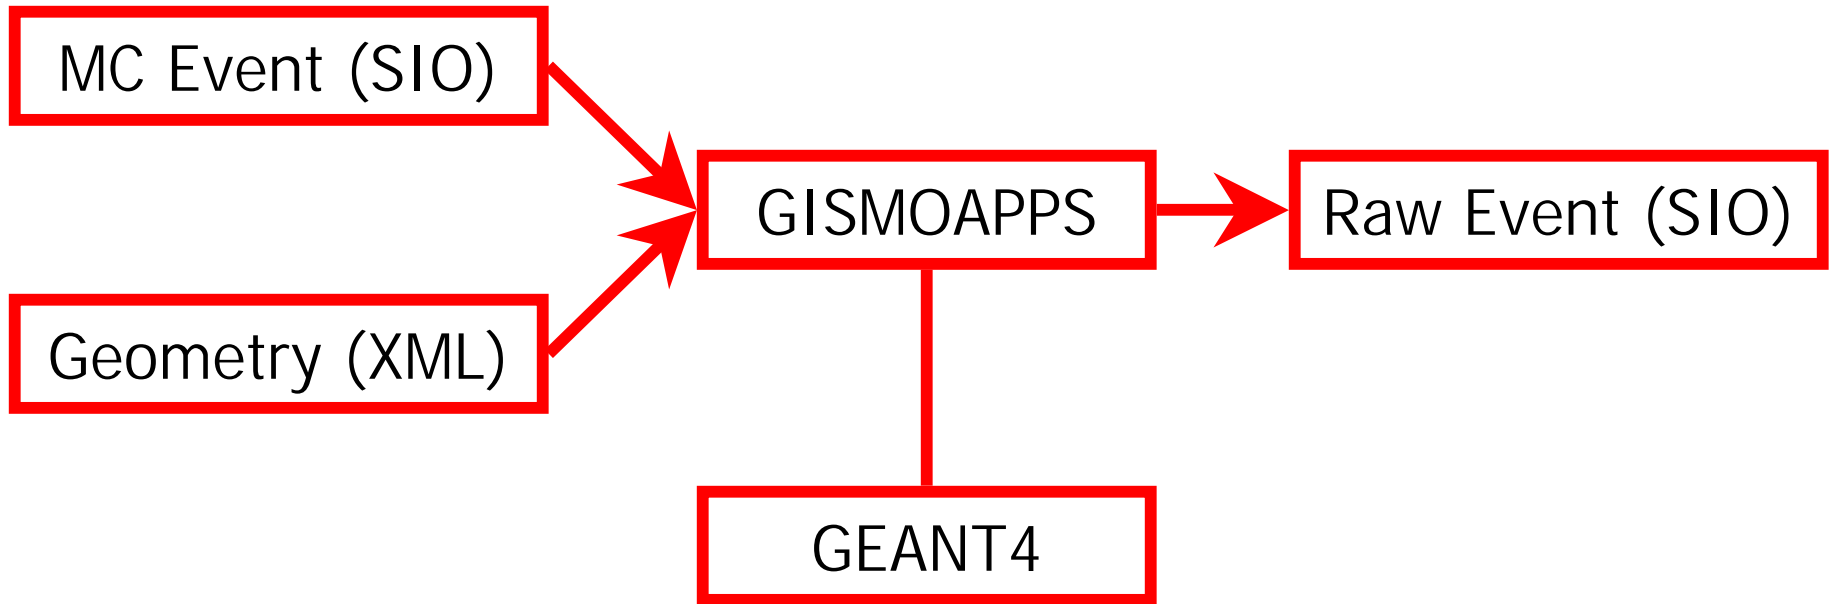 MC Event (SIO)
GISMOAPPS
Raw Event (SIO)
Geometry (XML)
GEANT4